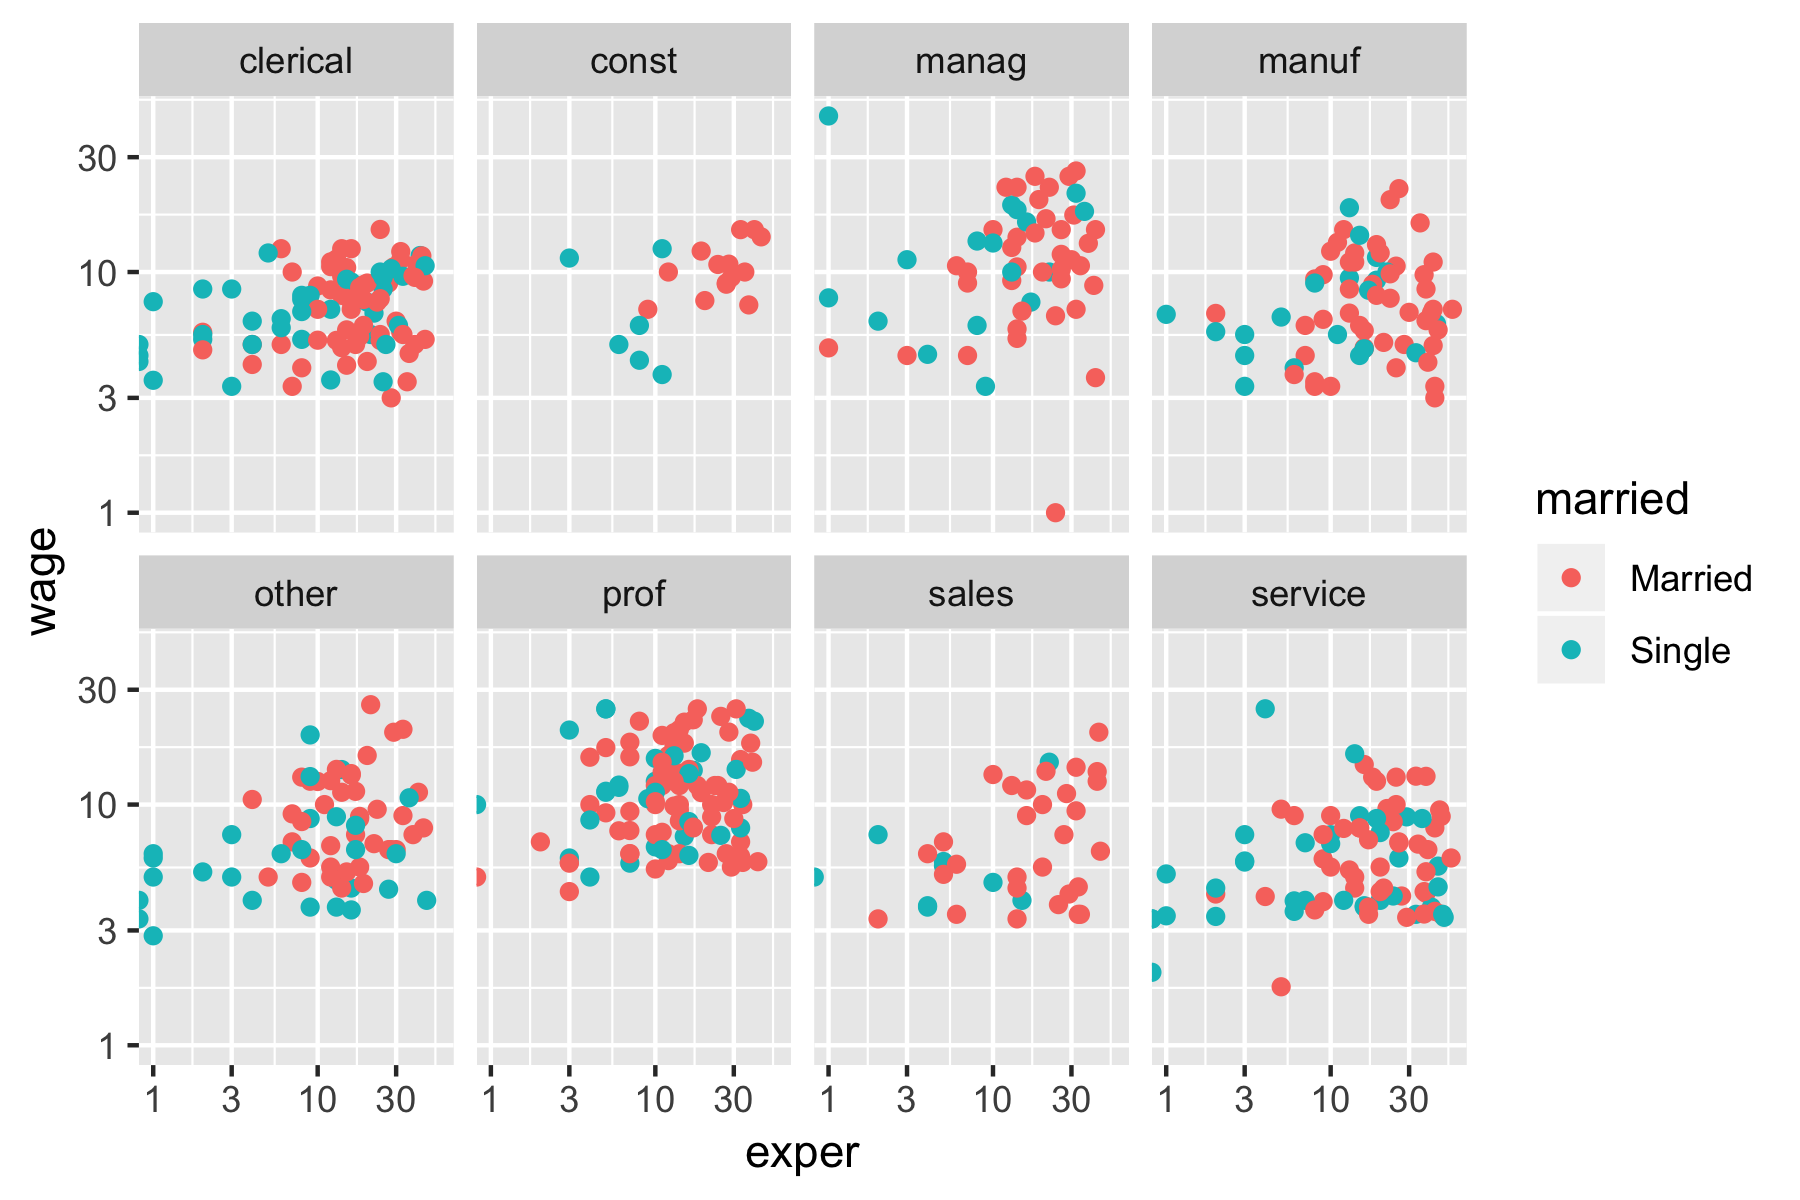 clerical const manag manuf
30
10
3
1
wage
other prof sales service
30
10
3
1
1 3 10 30 1 3 10 30 1 3 10 30 1 3 10 30
exper
married
Married
Single